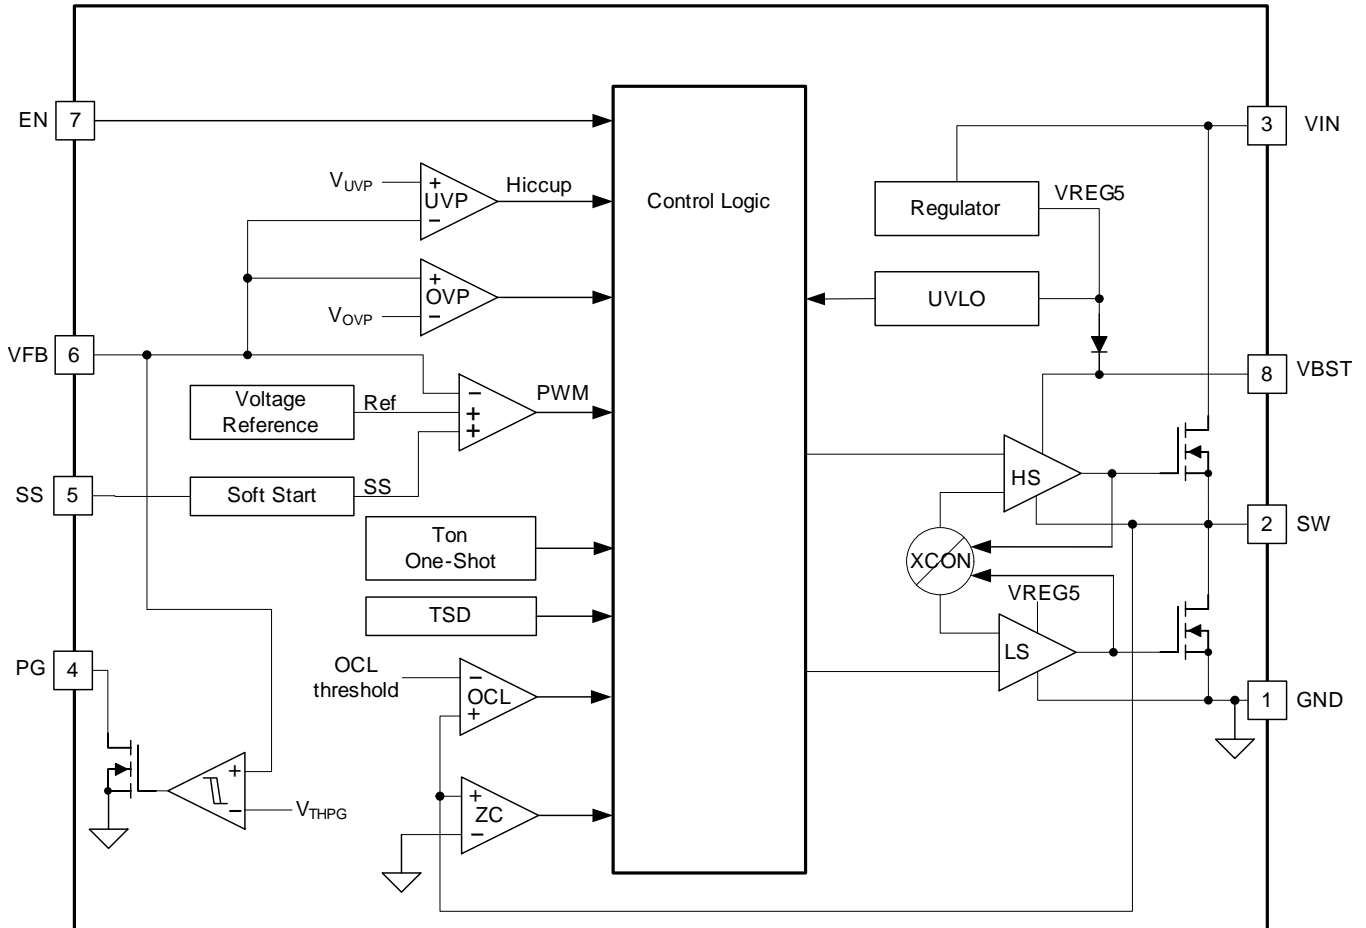 EN
7
VUVP
+
UVP
−
Hiccup
+
OVP
−
VOVP
VFB
6
Voltage
Reference
Ref
−
+
+
PWM
SS
5
Soft Start
SS
Ton
One-Shot
TSD
PG
4
OCL
threshold
−
OCL
+
+
−
VTHPG
+
ZC
−
Control Logic
3
VIN
Regulator
VREG5
UVLO
8
VBST
HS
2
SW
XCON
VREG5
LS
1
GND